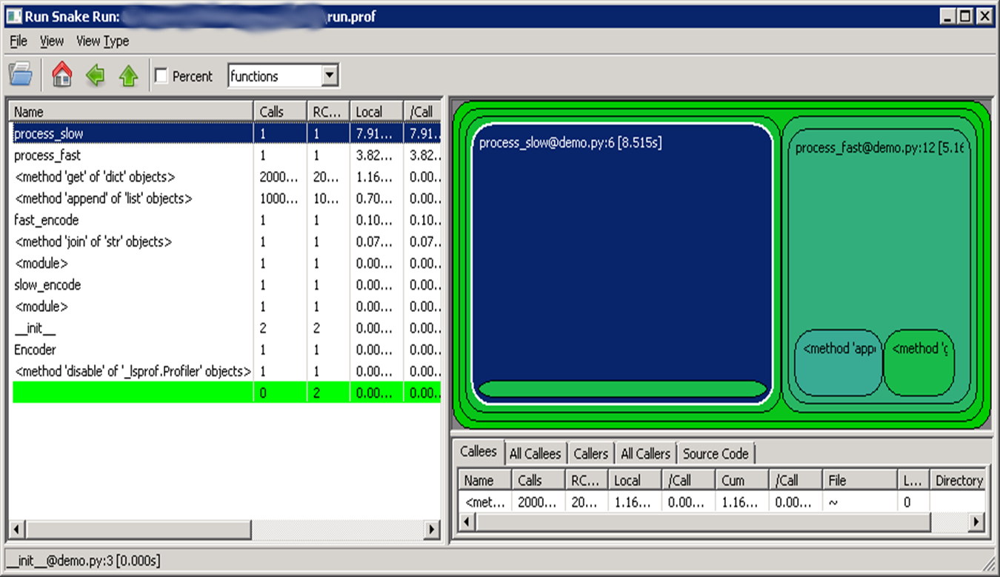 Run Snake Run: \run.prof
File View View Type
Percent functions
Name Calls RC... Local /Call
process_slow 1 1 7.91... 7.91..
process_fast 1 1 3.82... 3.82..
<method 'get' of 'dict' objects> 2000... 20... 1.16... 0.00..
<method 'append' of 'list' objects> 1000... 10... 0.70... 0.00..
fast_encode 1 1 0.10... 0.10..
<method 'join' of 'str' objects> 1 1 0.07... 0.07..
<module> 1 1 0.00... 0.00..
slow_encode 1 1 0.00... 0.00..
<module> 1 1 0.00... 0.00..
__init__ 2 2 0.00... 0.00..
Encoder 1 1 0.00... 0.00..
<method 'disable' of '_lsprof.Profiler' objects> 1 1 0.00... 0.00..
0 2 0.00... 0.00..
process_slow@demo.py:6 [8.515s]
process_fast@demo.py:12 [5.16
<method 'app
<method 'g
Callees All Callees Callers All Callers Source Code
Name Calls RC... Local /Call Cum /Call File L... Directory
<met... 2000... 20... 1.16... 0.00... 1.16... 0.00... ~ 0
__init__@demo.py:3 [0.000s]